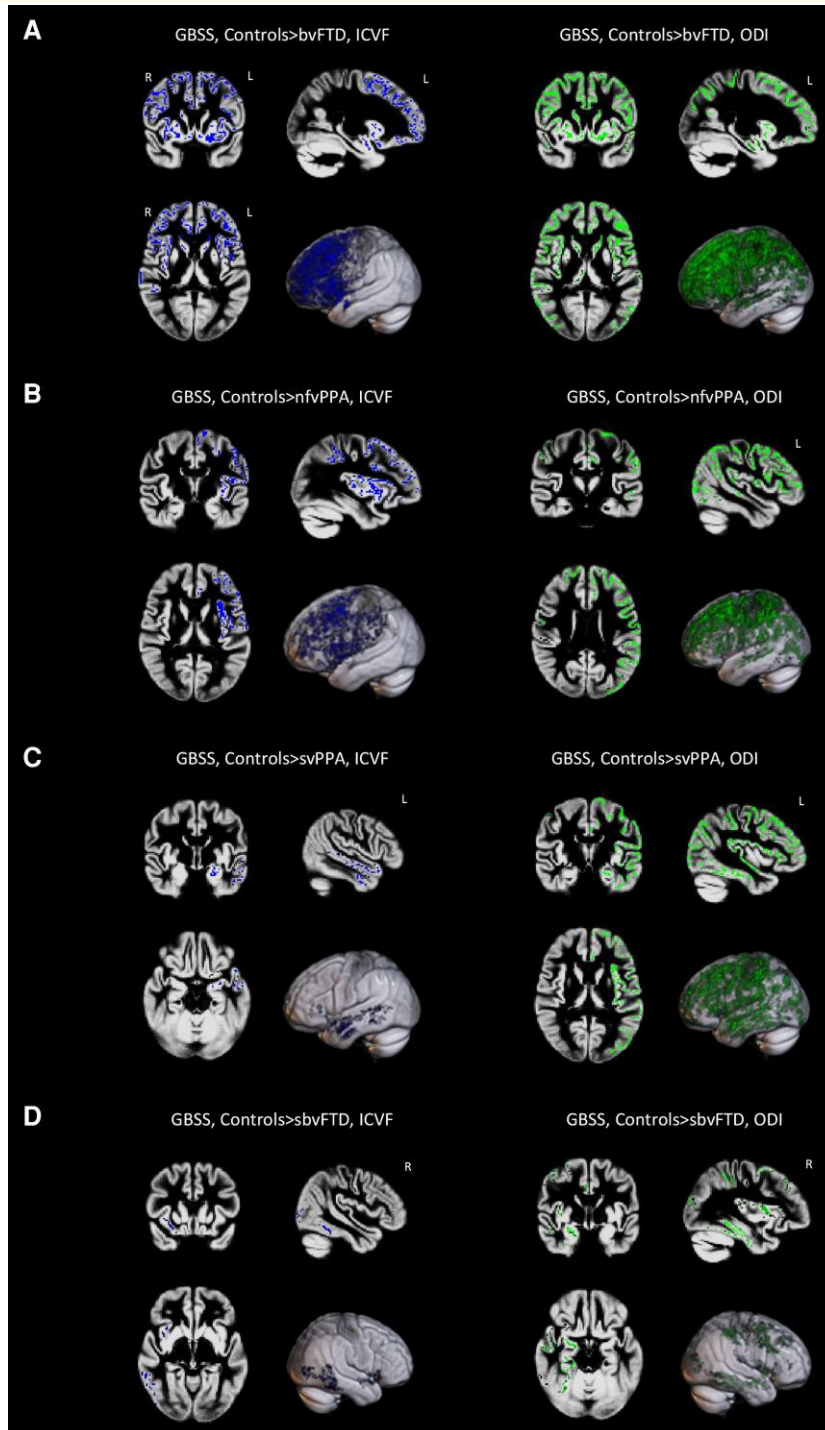 A
GBSS, Controls>bvFTD, ICVF
GBSS, Controls>bvFTD, ODI
R
L
L
L
R
L
B
GBSS, Controls>nfvPPA, ICVF
GBSS, Controls>nfvPPA, ODI
L
C
GBSS, Controls>svPPA, ICVF
GBSS, Controls>svPPA, ODI
L
L
D
GBSS, Controls>sbvFTD, ICVF
GBSS, Controls>sbvFTD, ODI
R
R